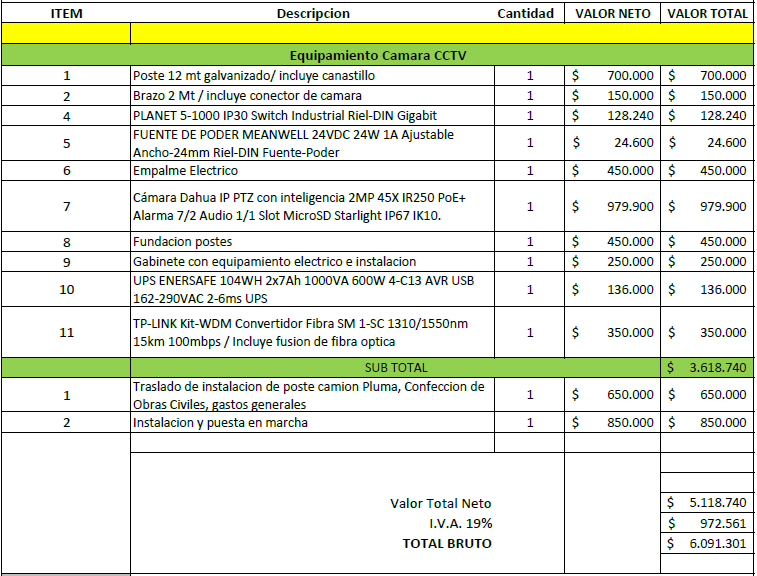 ITEM Descripcion Cantidad VALOR NETO VALOR TOTAL
Equipamiento Camara CCTV
1 Poste 12 mt galvanizado/ incluye canastillo 1 $ 700.000 $ 700.000
2 Brazo 2 Mt / incluye conector de camara 1 $ 150.000 $ 150.000
4 PLANET 5-1000 IP30 Switch Industrial Riel-DIN Gigabit 1 $ 128.240 $ 128.240
5 FUENTE DE PODER MEANWELL 24VDC 24W 1A Ajustable
Ancho-24mm Riel-DIN Fuente-Poder 1 $ 24.600 $ 24.600
6 Empalme Electrico 1 $ 450.000 $ 450.000
7 Cámara Dahua IP PTZ con inteligencia 2MP 45X IR250 PoE+
Alarma 7/2 Audio 1/1 Slot MicroSD Starlight IP67 IK10. 1 $ 979.900 $ 979.900
8 Fundacion postes 1 $ 450.000 $ 450.000
9 Gabinete con equipamiento electrico e instalacion 1 $ 250.000 $ 250.000
10 UPS ENERSAFE 104WH 2x7Ah 1000VA 600W 4-C13 AVR USB
162-290VAC 2-6ms UPS 1 $ 136.000 $ 136.000
11 TP-LINK Kit-WDM Convertidor Fibra SM 1-SC 1310/1550nm
15km 100mbps / Incluye fusion de fibra optica 1 $ 350.000 $ 350.000
SUB TOTAL $ 3.618.740
1 Traslado de instalacion de poste camion Pluma, Confeccion de
Obras Civiles, gastos generales 1 $ 650.000 $ 650.000
2 Instalacion y puesta en marcha 1 $ 850.000 $ 850.000
Valor Total Neto $ 5.118.740
I.V.A. 19% $ 972.561
TOTAL BRUTO $ 6.091.301